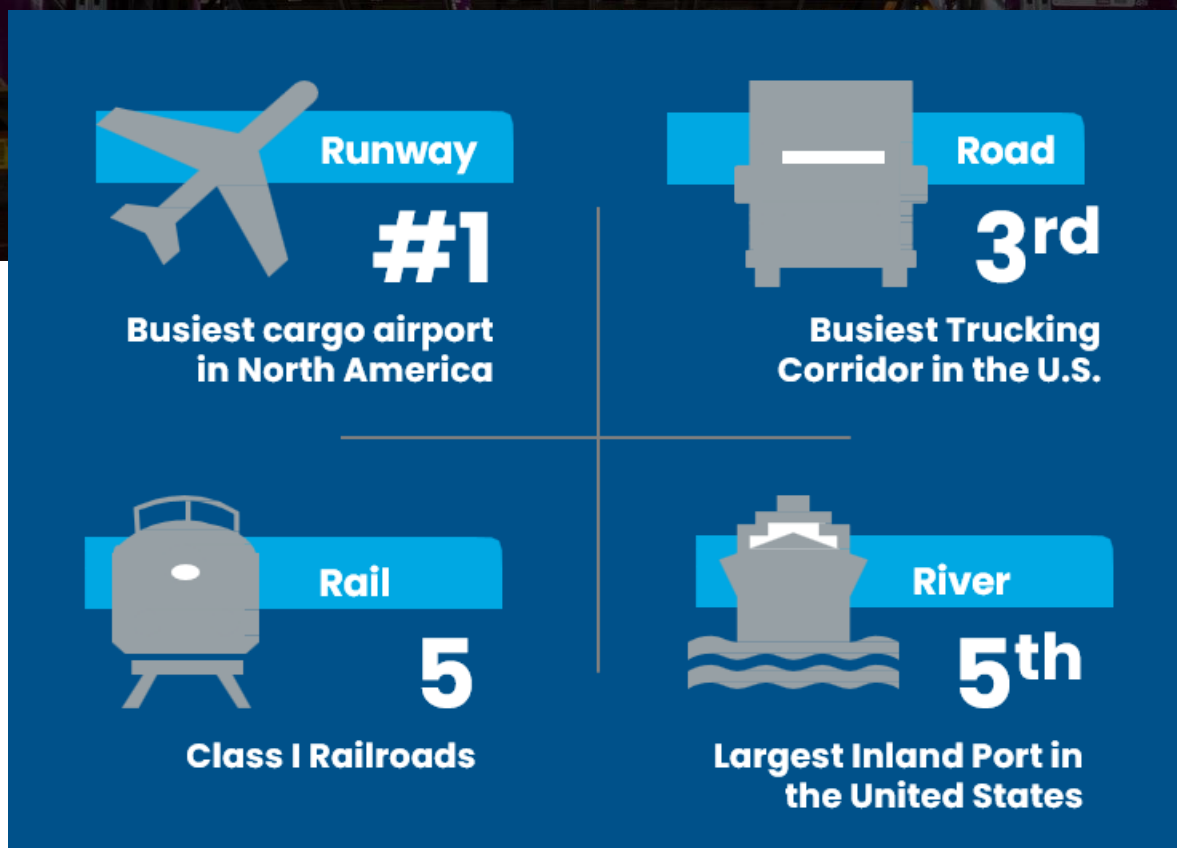 Runway
#1
Busiest cargo airport
in North America
Road
3rd
Busiest Trucking
Corridor in the U.S.
Rail
5
Class I Railroads
River
5th
Largest Inland Port in
the United States